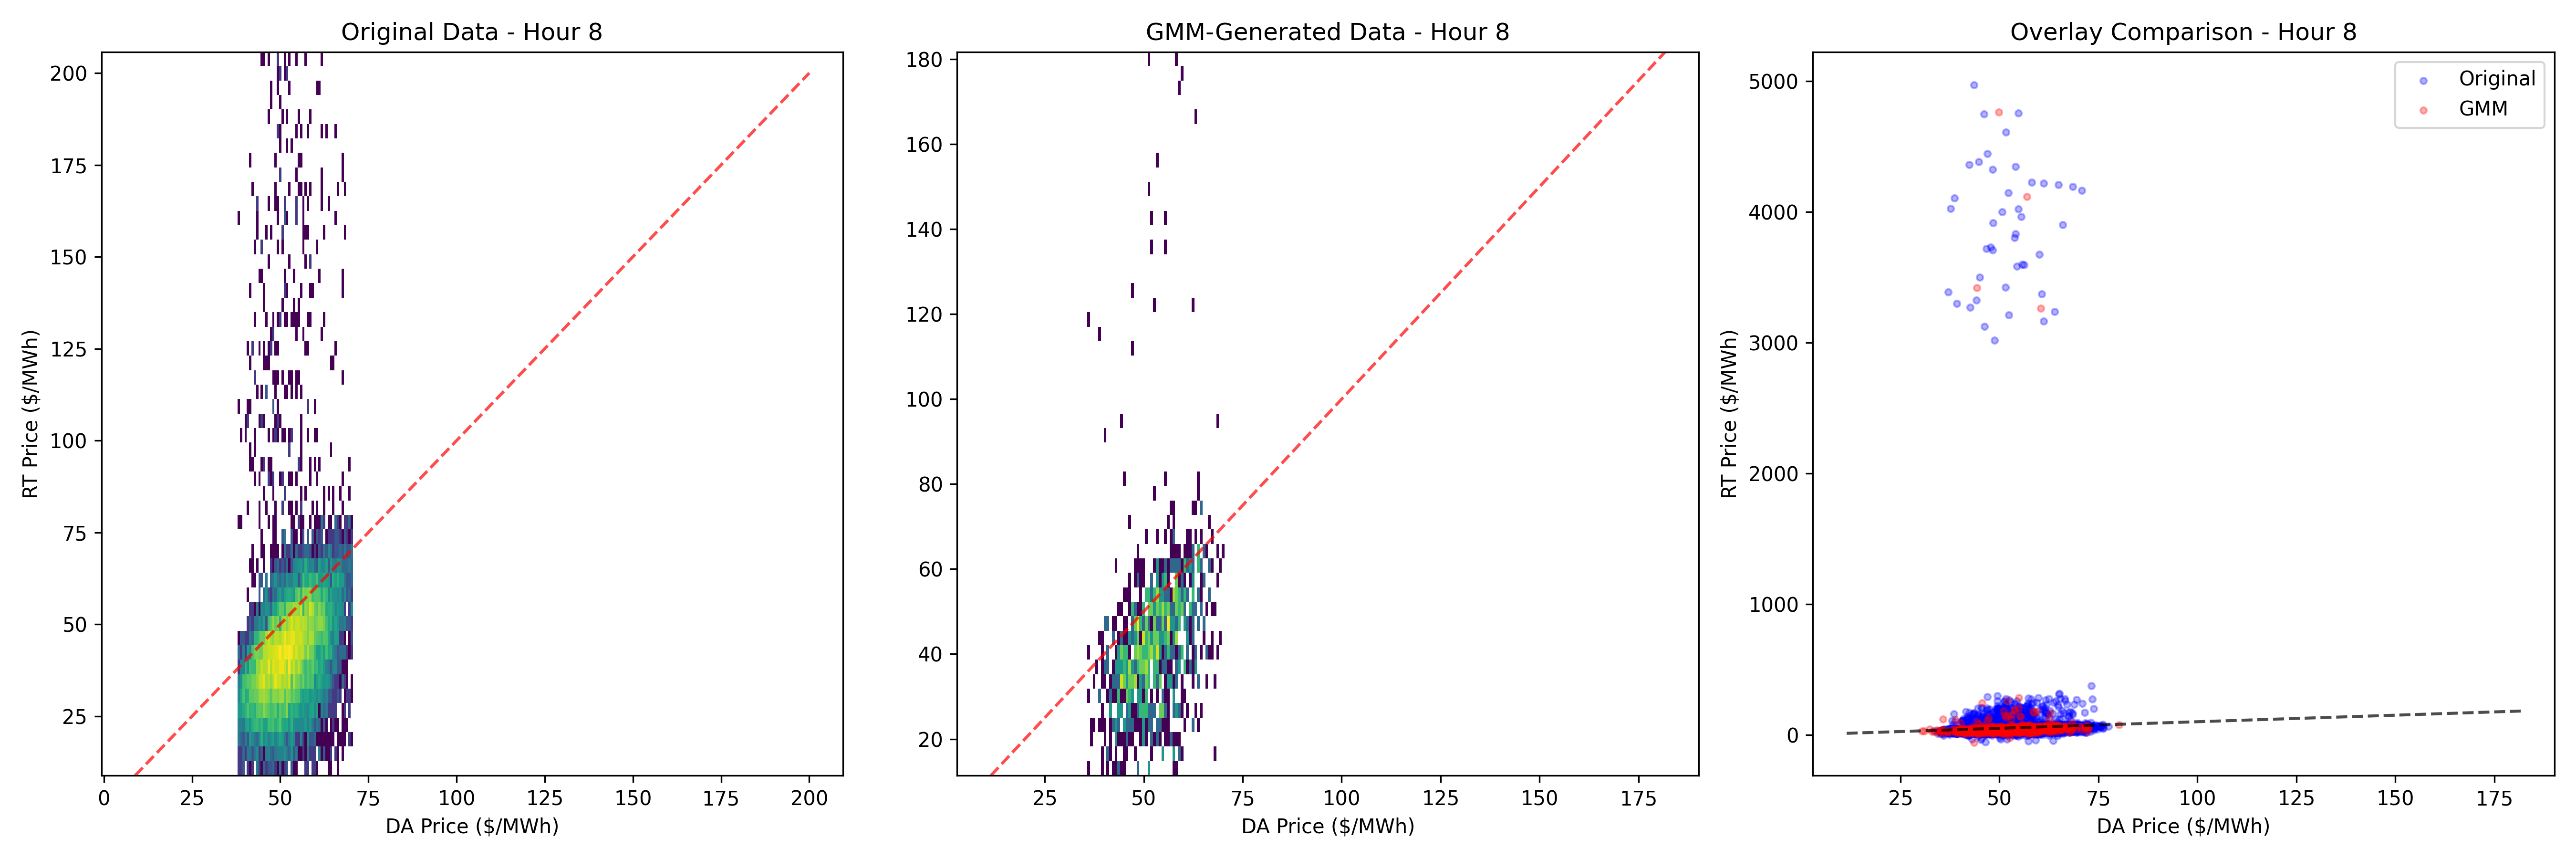 Original Data - Hour 8
RT Price ($/MWh)
200
175
150
125
100
75
50
25
0 25 50 75 100 125 150 175 200
DA Price ($/MWh)
GMM-Generated Data - Hour 8
180
160
140
120
100
80
60
40
20
25 50 75 100 125 150 175
DA Price ($/MWh)
Overlay Comparison - Hour 8
RT Price ($/MWh)
5000
4000
3000
2000
1000
0
Original
GMM
25 50 75 100 125 150 175
DA Price ($/MWh)